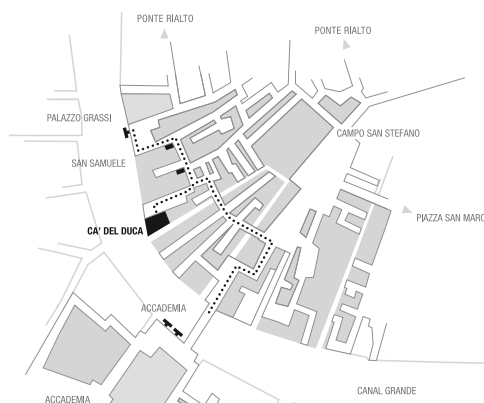 PONTE RIALTO
PONTE RIALTO
PALAZZO GRASSI
CAMPO SAN STEFANO
SAN SAMUELE
PIAZZA SAN MARC
CA' DEL DUCA
ACCADEMIA
CANAL GRANDE
ACCADEMIA